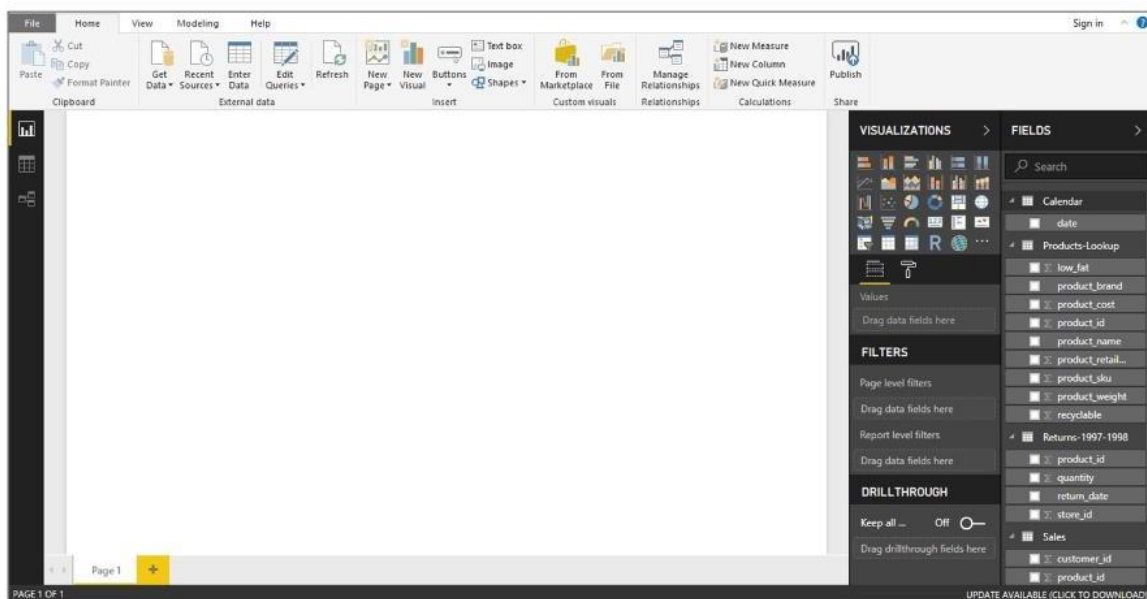 File Home View Modeling Help Sign in
Cut
Copy
Format Painter
Paste
Clipboard
Get Data
Recent Sources
Enter Data
Edit Queries
Refresh
External data
New Page
New Visual
Buttons
Text box
Image
Shapes
Insert
From Marketplace
From File
Custom visuals
Manage Relationships
Relationships
New Measure
New Column
New Quick Measure
Calculations
Publish
Share
VISUALIZATIONS
R
Values
Drag data fields here
FILTERS
Page level filters
Drag data fields here
Report level filters
Drag data fields here
DRILLTHROUGH
Keep all ... Off
Drag drillthrough fields here
FIELDS
Search
Calendar
date
Products-Lookup
Σ low_fat
product_brand
Σ product_cost
Σ product_id
product_name
Σ product_retail...
Σ product_sku
Σ product_weight
Σ recyclable
Returns-1997-1998
Σ product_id
Σ quantity
return_date
Σ store_id
Sales
Σ customer_id
Σ product_id
Page 1
PAGE 1 OF 1
UPDATE AVAILABLE (CLICK TO DOWNLOAD